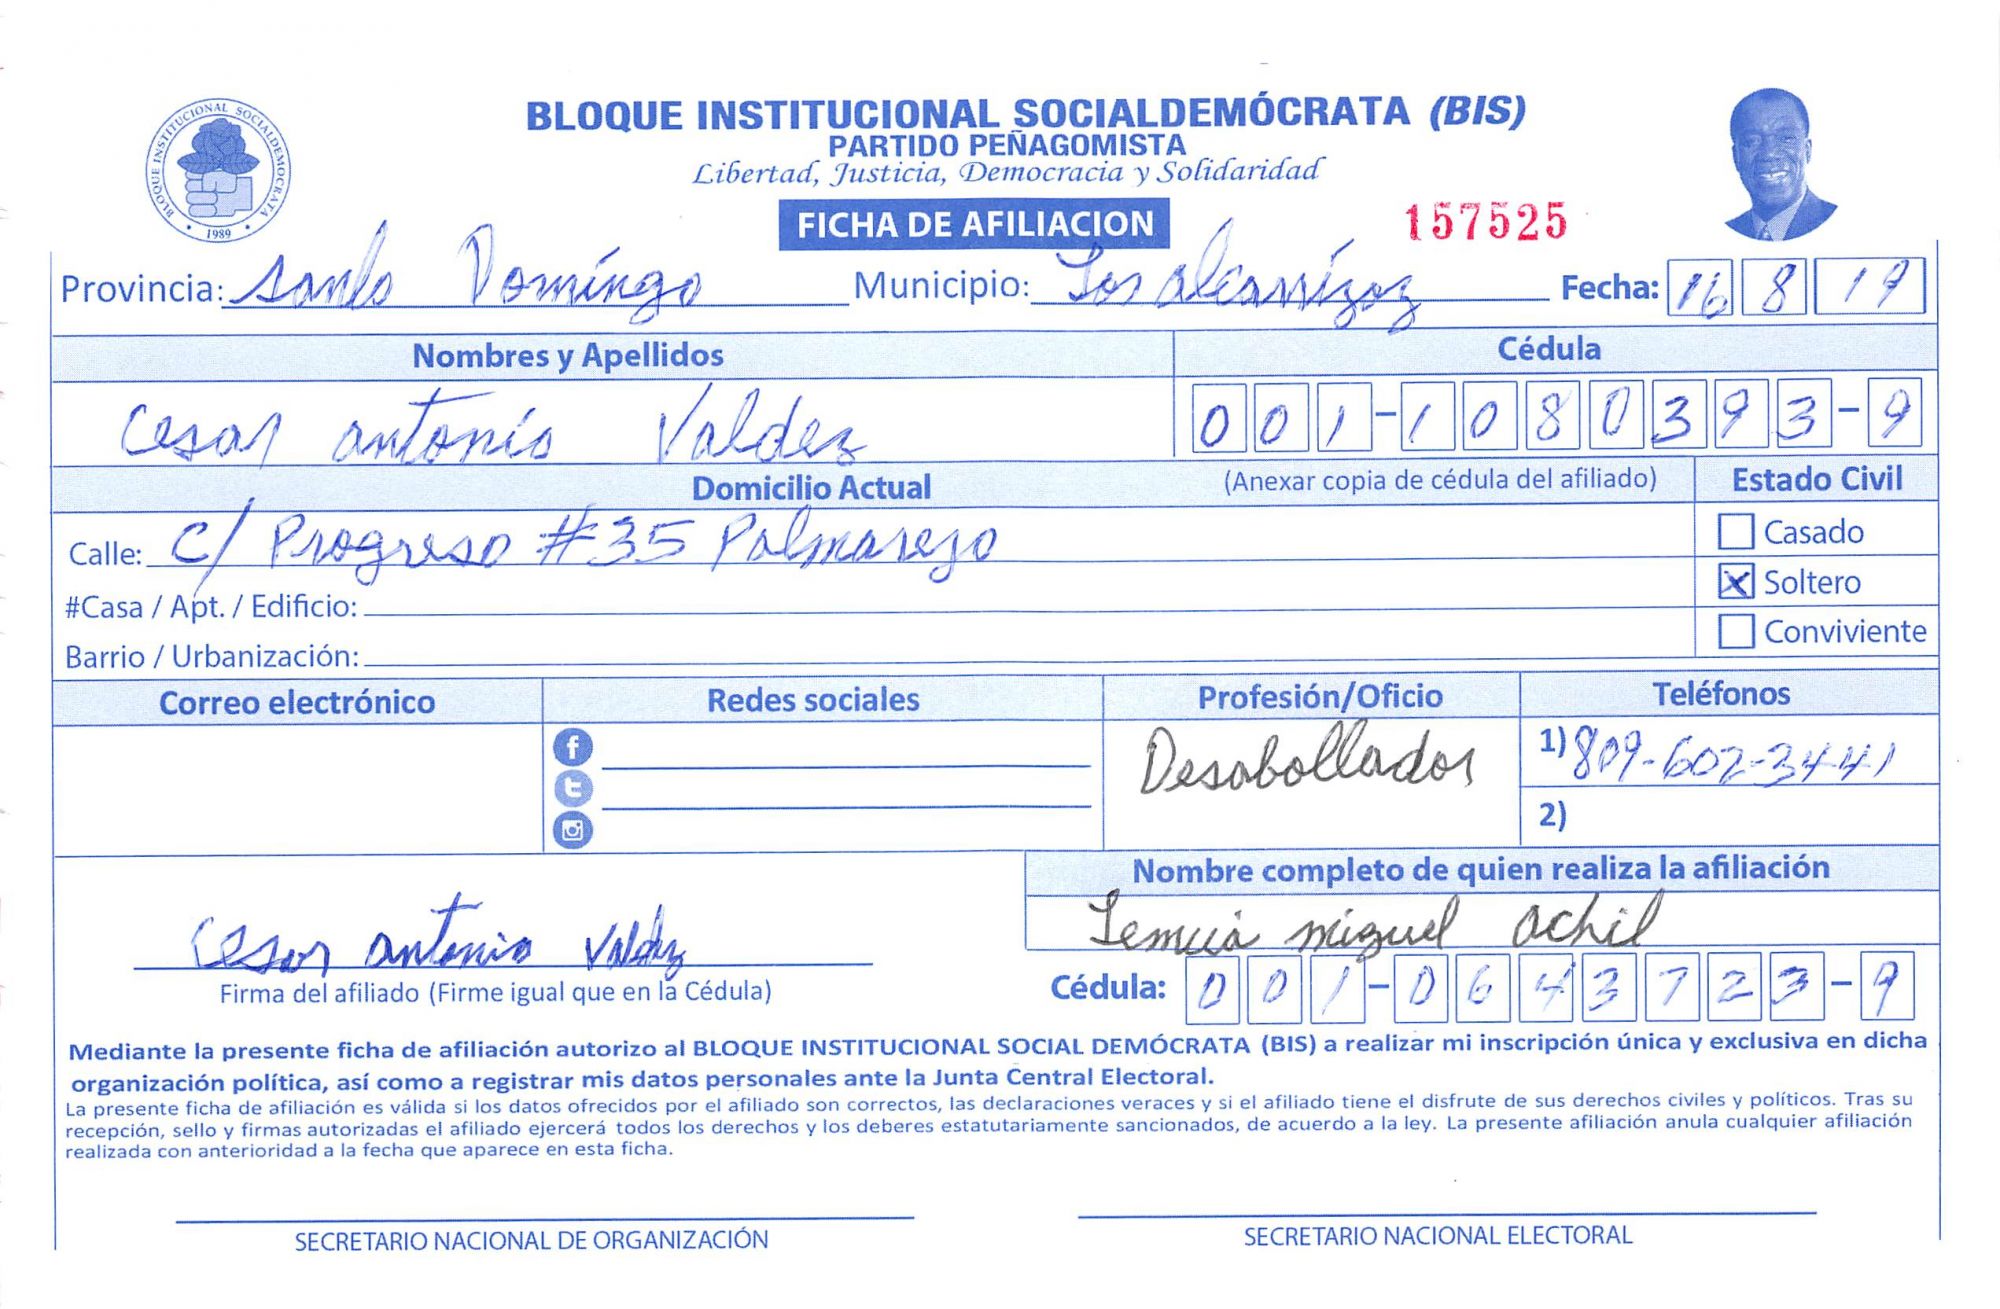 BLOQUE INSTITUCIONAL SOCIALDEMOCRATA
1989
BLOQUE INSTITUCIONAL SOCIALDEMÓCRATA (BIS)
PARTIDO PEÑAGOMISTA
Libertad, Justicia, Democracia y Solidaridad
FICHA DE AFILIACION
157525
Provincia: Santo Domingo Municipio: Los alcarrizoz Fecha: 16 8 19
Nombres y Apellidos Cédula
Cesar antonio Valdez 001-1080393-9
Domicilio Actual (Anexar copia de cédula del afiliado) Estado Civil
Calle: C/ Progreso #35 Palmarejo Casado
#Casa / Apt. / Edificio: X Soltero
Barrio / Urbanización: Conviviente
Correo electrónico Redes sociales Profesión/Oficio Teléfonos
Desabollador 1) 809-602-3441
2)
Nombre completo de quien realiza la afiliación
miguel achil
Cesar antonio Valdez
Firma del afiliado (Firme igual que en la Cédula) Cédula: 001-0643723-9
Mediante la presente ficha de afiliación autorizo al BLOQUE INSTITUCIONAL SOCIAL DEMÓCRATA (BIS) a realizar mi inscripción única y exclusiva en dicha
organización política, así como a registrar mis datos personales ante la Junta Central Electoral.
La presente ficha de afiliación es válida si los datos ofrecidos por el afiliado son correctos, las declaraciones veraces y si el afiliado tiene el disfrute de sus derechos civiles y políticos. Tras su
recepción, sello y firmas autorizadas el afiliado ejercerá todos los derechos y los deberes estatutariamente sancionados, de acuerdo a la ley. La presente afiliación anula cualquier afiliación
realizada con anterioridad a la fecha que aparece en esta ficha.
SECRETARIO NACIONAL DE ORGANIZACIÓN SECRETARIO NACIONAL ELECTORAL